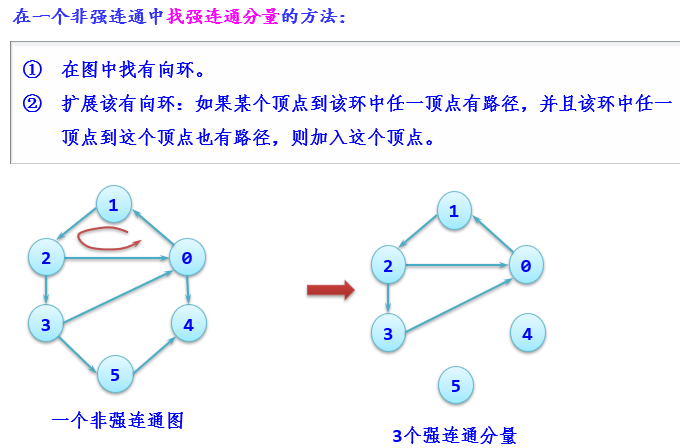 在一个非强连通中找强连通分量的方法：
① 在图中找有向环。
② 扩展该有向环：如果某个顶点到该环中任一顶点有路径，并且该环中任一
顶点到这个顶点也有路径，则加入这个顶点。
1
2
0
3
4
5
一个非强连通图
1
2
0
3
4
5
3个强连通分量